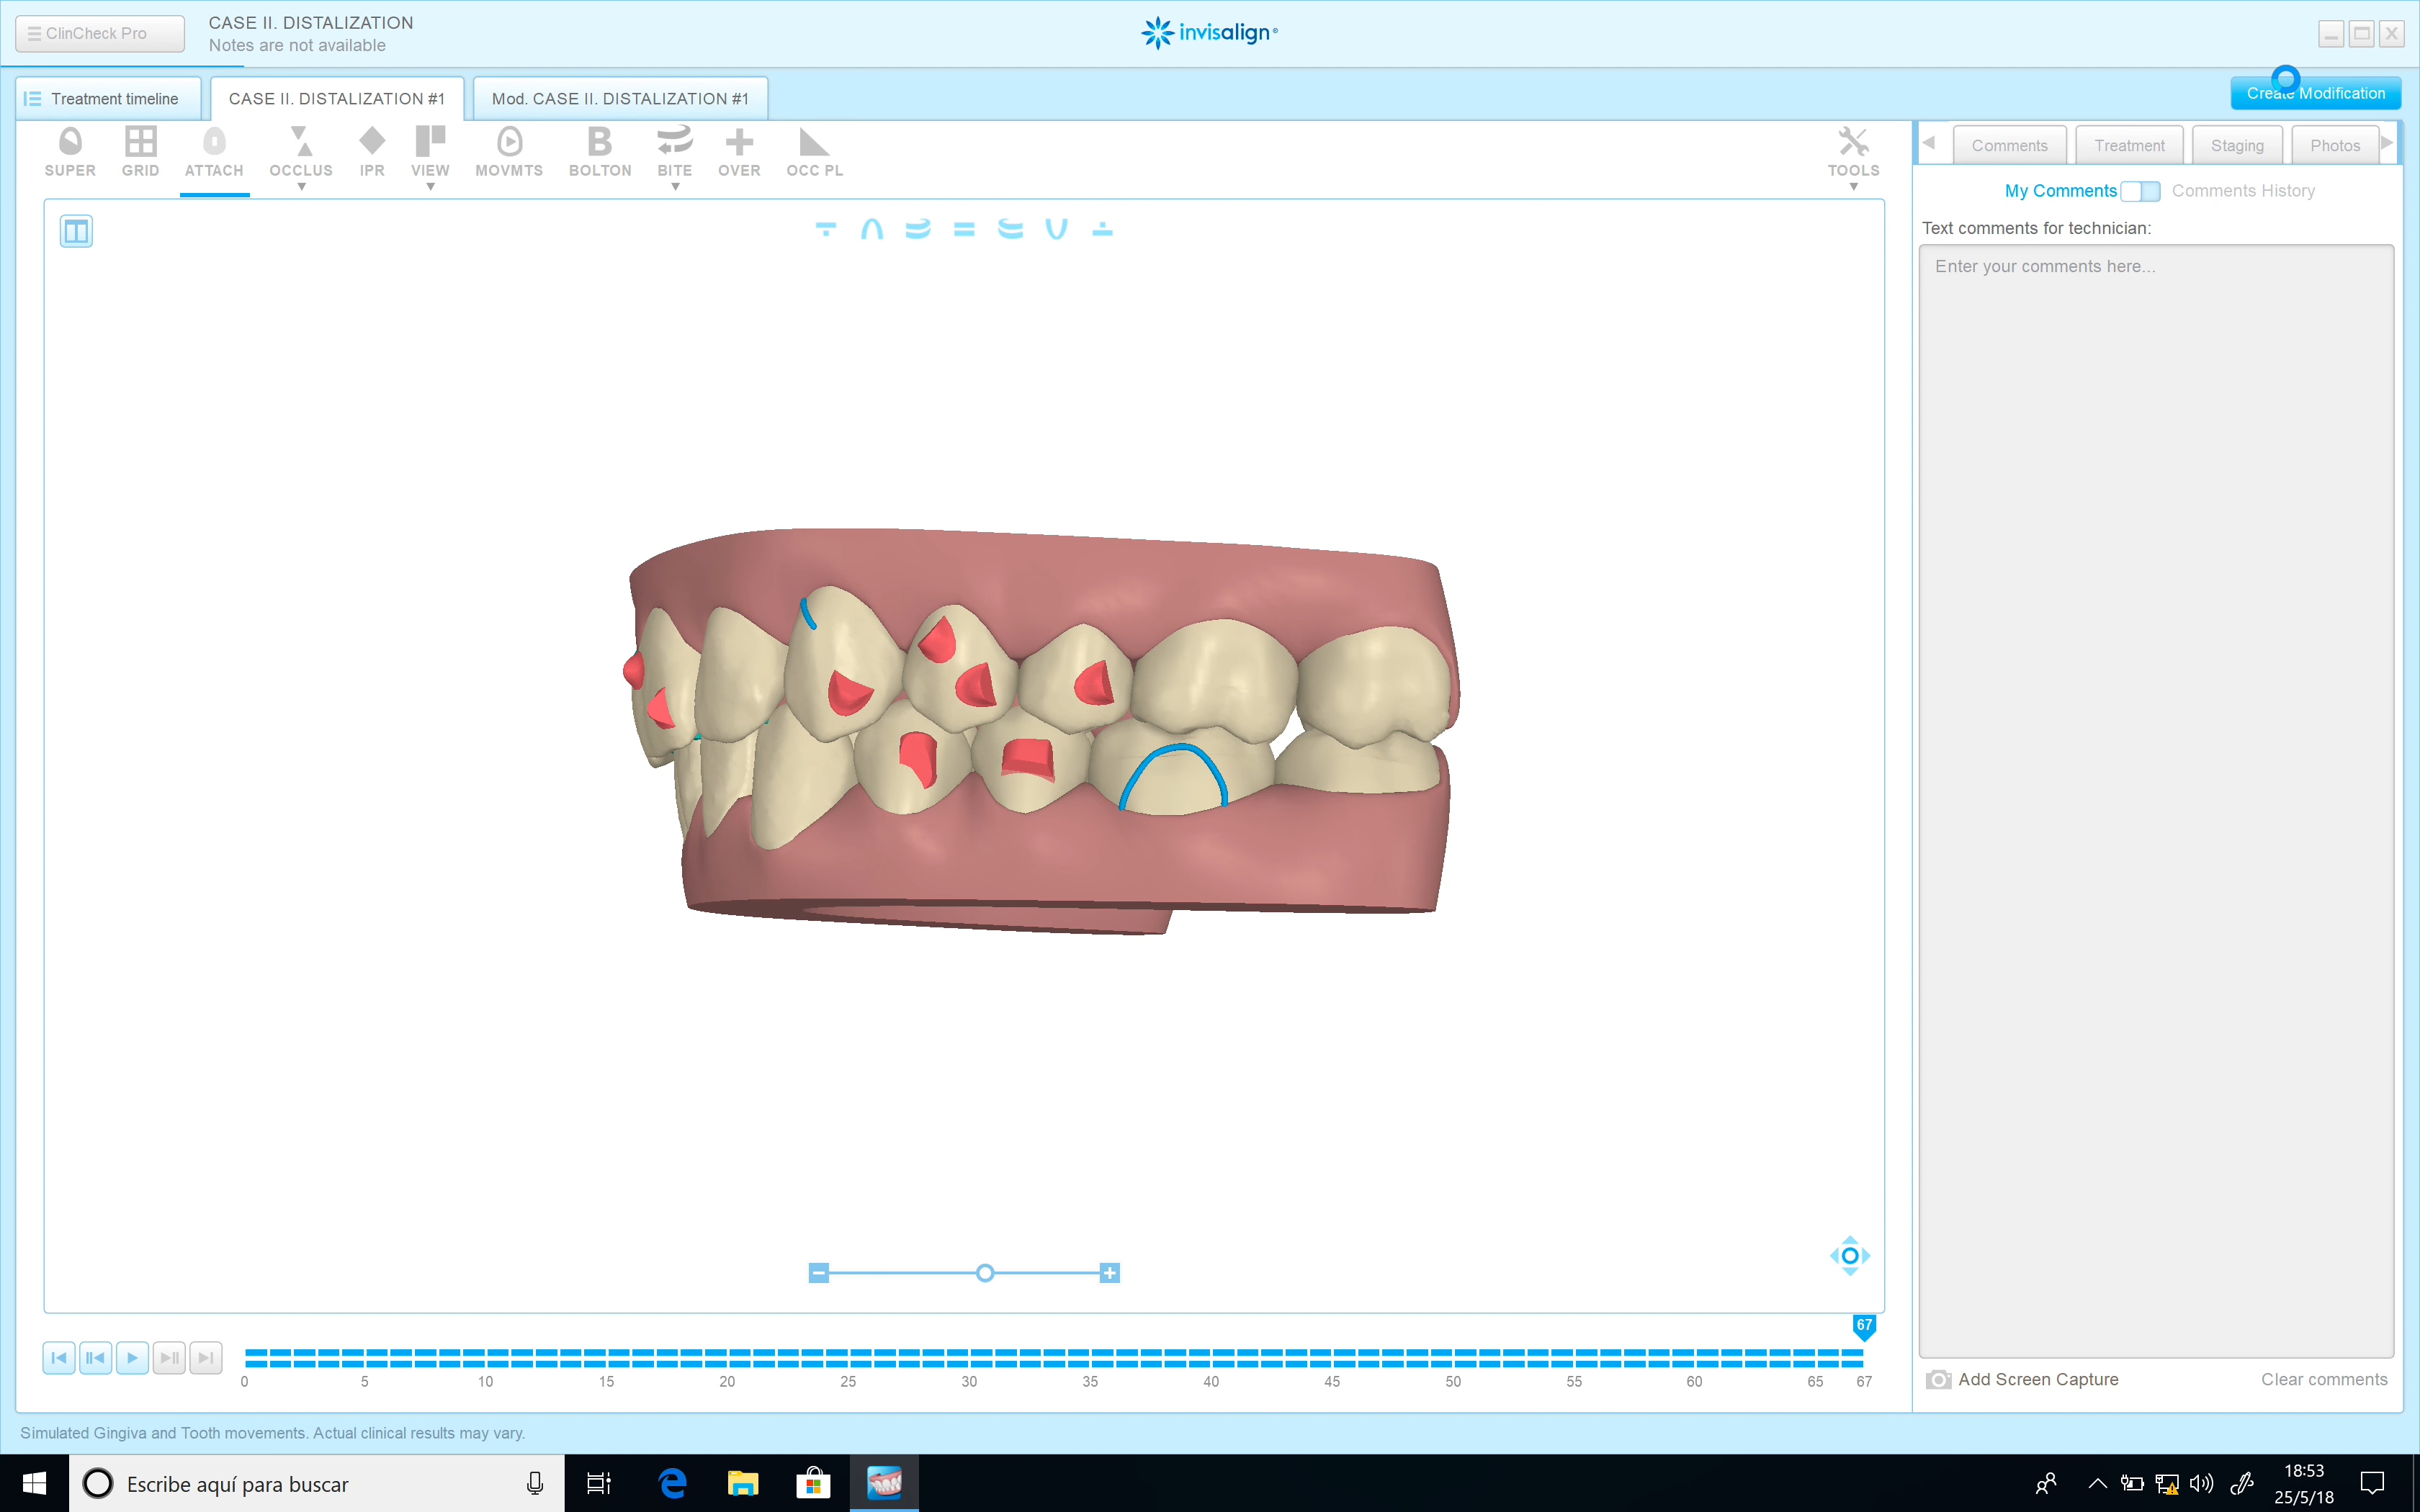 ClinCheck Pro
CASE II. DISTALIZATION
Notes are not available
invisalign®
X
Treatment timeline
CASE II. DISTALIZATION #1
Mod. CASE II. DISTALIZATION #1
Create Modification
SUPER GRID ATTACH OCCLUS IPR VIEW MOVMTS B BOLTON BITE OVER OCC PL TOOLS
Comments Treatment Staging Photos
My Comments Comments History
Text comments for technician:
Enter your comments here...
67
0 5 10 15 20 25 30 35 40 45 50 55 60 65 67
Add Screen Capture Clear comments
Simulated Gingiva and Tooth movements. Actual clinical results may vary.
Escribe aquí para buscar
18:53
25/5/18